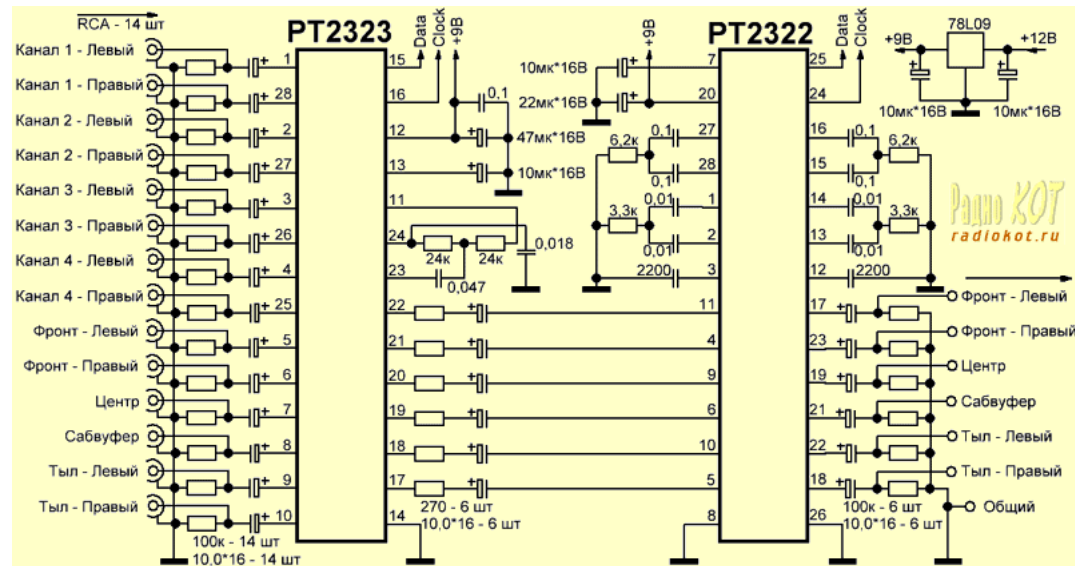 RCA - 14 шт
PT2323
PT2322
78L09
Data
Clock
+9В
+9В
Data
Clock
+9В
+12В
10мк*16В
10мк*16В
Канал 1 - Левый
Канал 1 - Правый
Канал 2 - Левый
Канал 2 - Правый
Канал 3 - Левый
Канал 3 - Правый
Канал 4 - Левый
Канал 4 - Правый
Фронт - Левый
Фронт - Правый
Центр
Сабвуфер
Тыл - Левый
Тыл - Правый
100к - 14 шт
10,0*16 - 14 шт
1
28
2
27
3
26
4
25
5
6
7
8
9
10
15
16
12
13
11
24
23
22
21
20
19
18
17
14
0,1
47мк*16В
10мк*16В
24к
24к
0,018
0,047
270 - 6 шт
10,0*16 - 6 шт
10мк*16В
22мк*16В
0,1
6,2к
0,1
0,01
3,3к
0,01
2200
7
20
27
28
1
2
3
11
4
9
6
10
5
8
25
24
16
15
14
13
12
17
23
19
21
22
18
26
0,1
6,2к
0,1
0,01
3,3к
0,01
2200
Радио КОТ
radiokot.ru
Фронт - Левый
Фронт - Правый
Центр
Сабвуфер
Тыл - Левый
Тыл - Правый
Общий
100к - 6 шт
10,0*16 - 6 шт